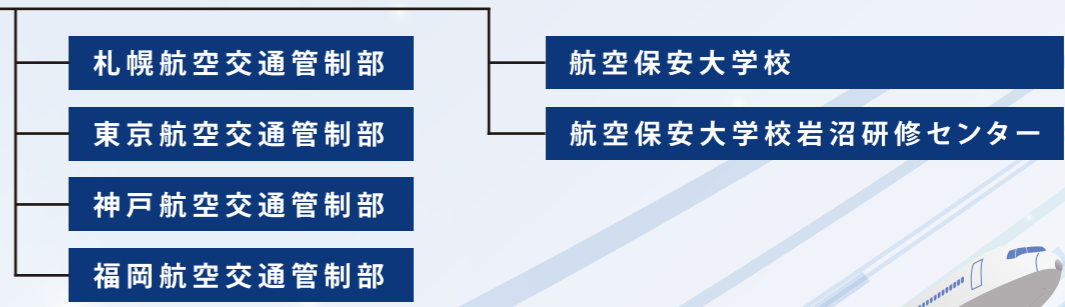 札幌航空交通管制部
東京航空交通管制部
神戸航空交通管制部
福岡航空交通管制部
航空保安大学校
航空保安大学校岩沼研修センター